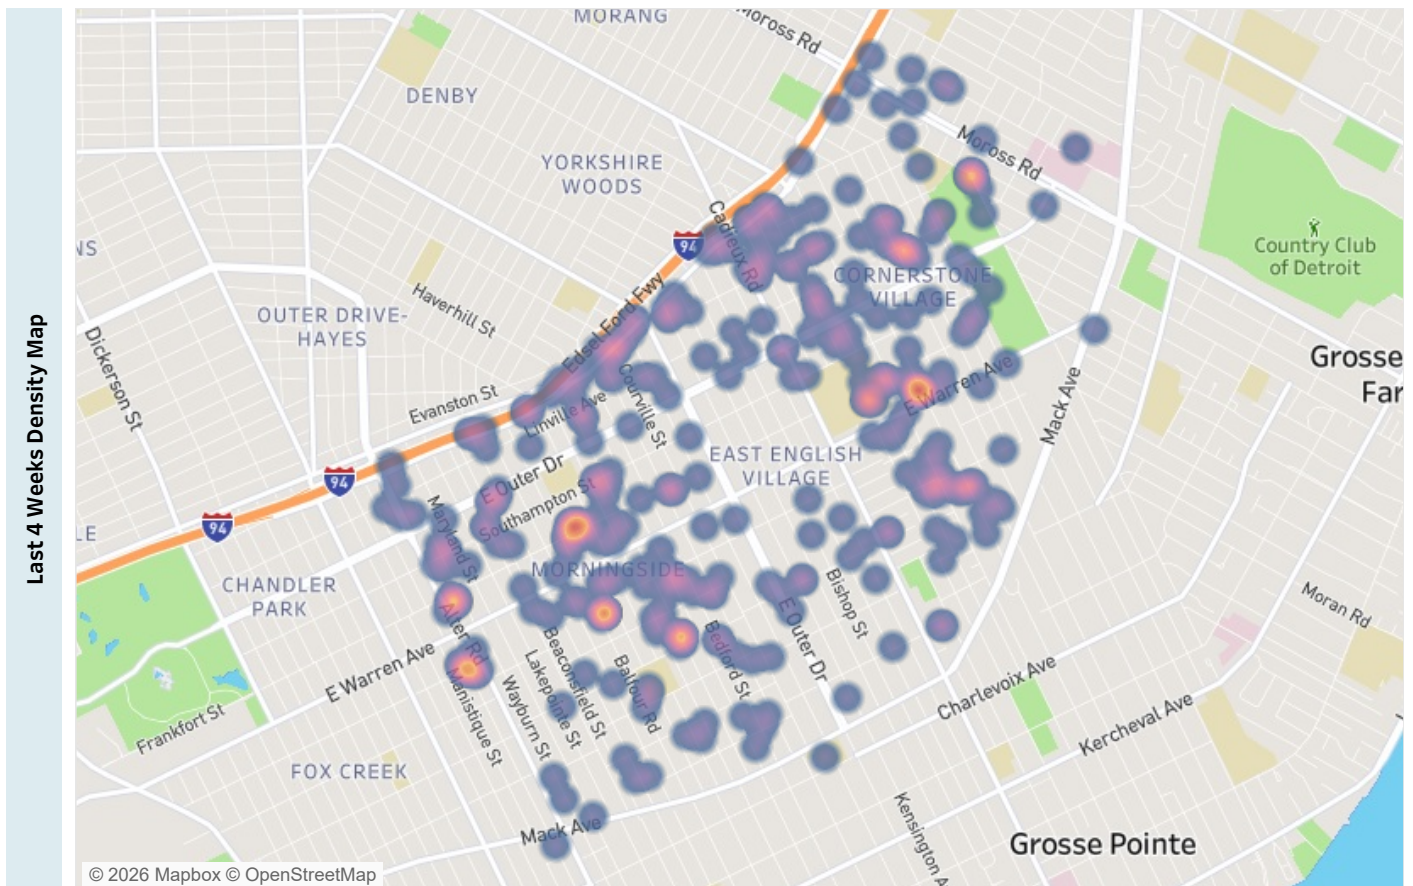 Last 4 Weeks Density Map
MORANG
Moross Rd
DENBY
Moross Rd
YORKSHIRE
WOODS
Cadieux Rd
94
Country Club
of Detroit
NS
CORNERSTONE
VILLAGE
Haverhill St
OUTER DRIVE-
HAYES
Edsel Ford Fwy
Dickerson St
Grosse
Far
Courville St
Evanston St
Linville Ave
E Warren Ave
Mack Ave
EAST ENGLISH
VILLAGE
E Outer Dr
94
Southampton St
94
LE
Maryland St
MORNINGSIDE
CHANDLER
PARK
Bishop St
E Outer Dr
Moran Rd
Alter Rd
Beaconsfield St
Bedford St
E Warren Ave
Lakepointe St
Balfour Rd
Charlevoix Ave
Manistique St
Wayburn St
Kercheval Ave
Frankfort St
FOX CREEK
Mack Ave
Kensington A
Grosse Pointe
© 2026 Mapbox © OpenStreetMap